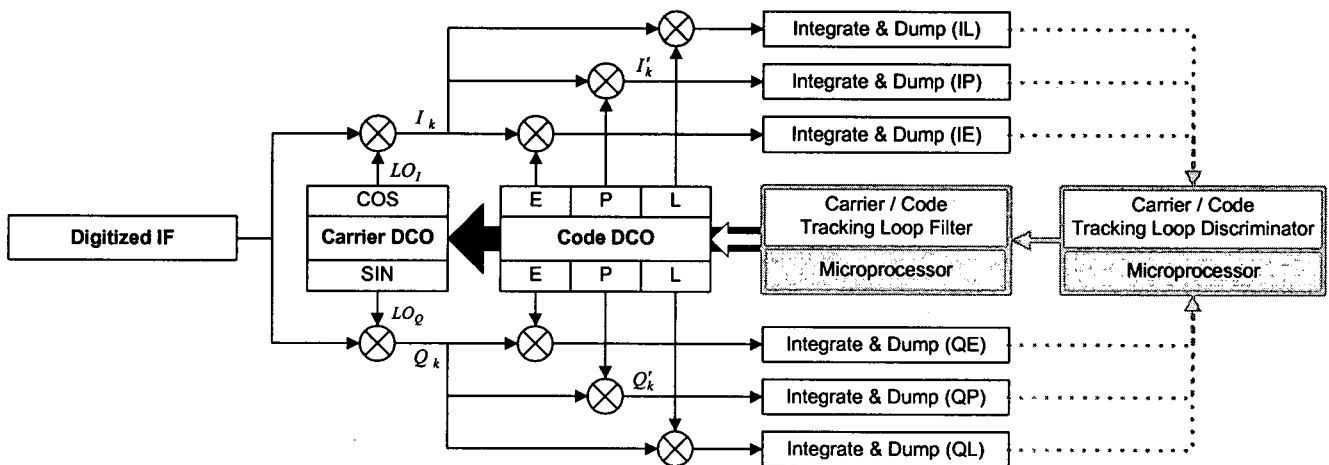 Integrate & Dump (IL)
I'k
Integrate & Dump (IP)
Ik
Integrate & Dump (IE)
LOI
COS
E P L
Carrier / Code
Tracking Loop Filter
Carrier / Code
Tracking Loop Discriminator
Digitized IF
Carrier DCO
Code DCO
Microprocessor
Microprocessor
SIN
E P L
LOQ
Qk
Integrate & Dump (QE)
Q'k
Integrate & Dump (QP)
Integrate & Dump (QL)